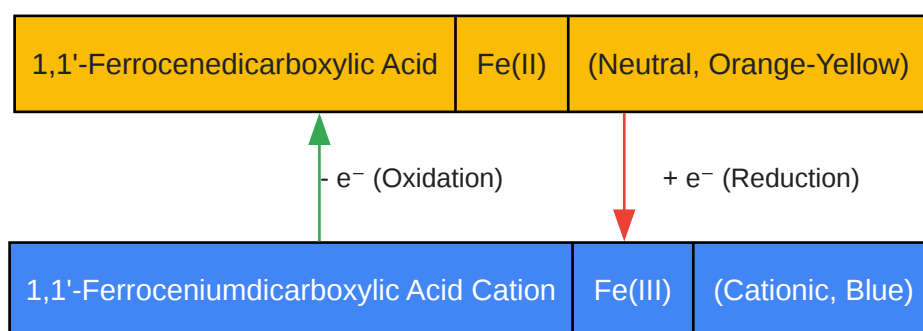 1,1'-Ferrocenedicarboxylic Acid Fe(II) (Neutral, Orange-Yellow)
- e⁻ (Oxidation) + e⁻ (Reduction)
1,1'-Ferroceniumdicarboxylic Acid Cation Fe(III) (Cationic, Blue)